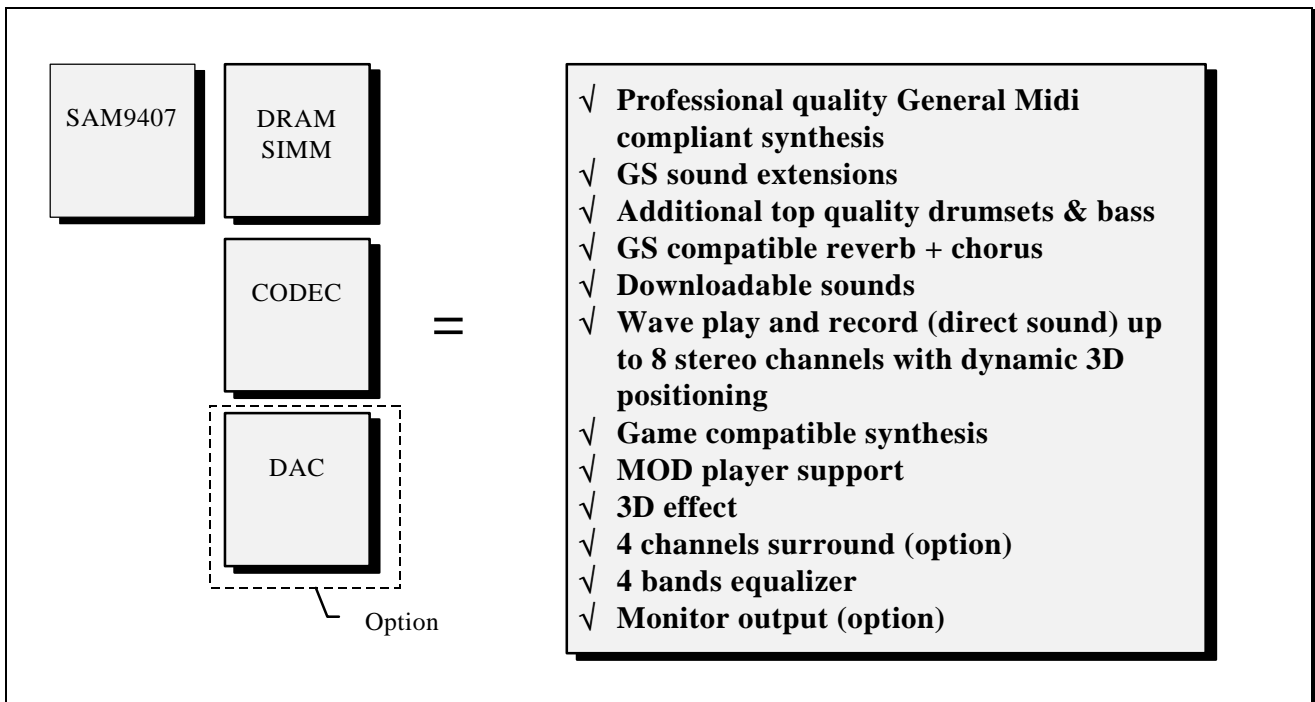 SAM9407
DRAM
SIMM
CODEC
DAC
Option
=
√ Professional quality General Midi
compliant synthesis
√ GS sound extensions
√ Additional top quality drumsets & bass
√ GS compatible reverb + chorus
√ Downloadable sounds
√ Wave play and record (direct sound) up
to 8 stereo channels with dynamic 3D
positioning
√ Game compatible synthesis
√ MOD player support
√ 3D effect
√ 4 channels surround (option)
√ 4 bands equalizer
√ Monitor output (option)